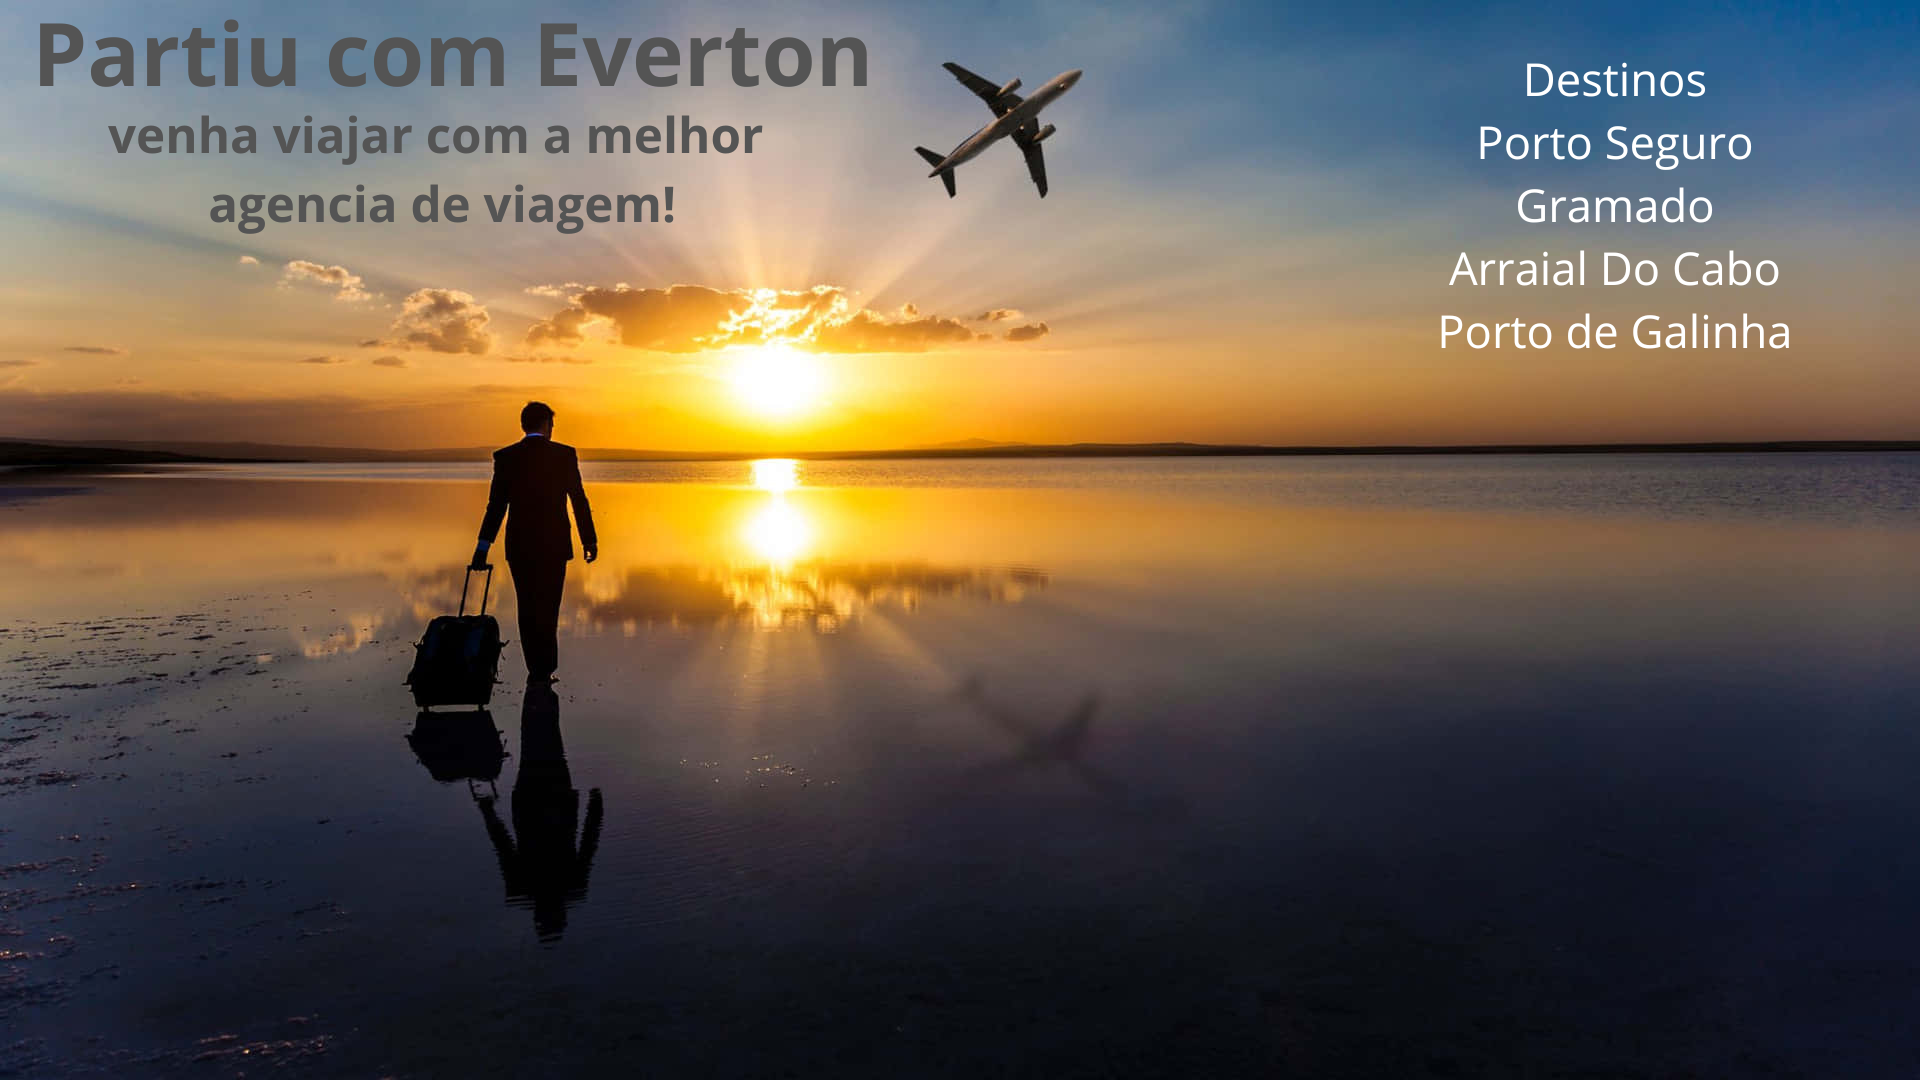 Partiu com Everton
venha viajar com a melhor
agencia de viagem!
Destinos
Porto Seguro
Gramado
Arraial Do Cabo
Porto de Galinha